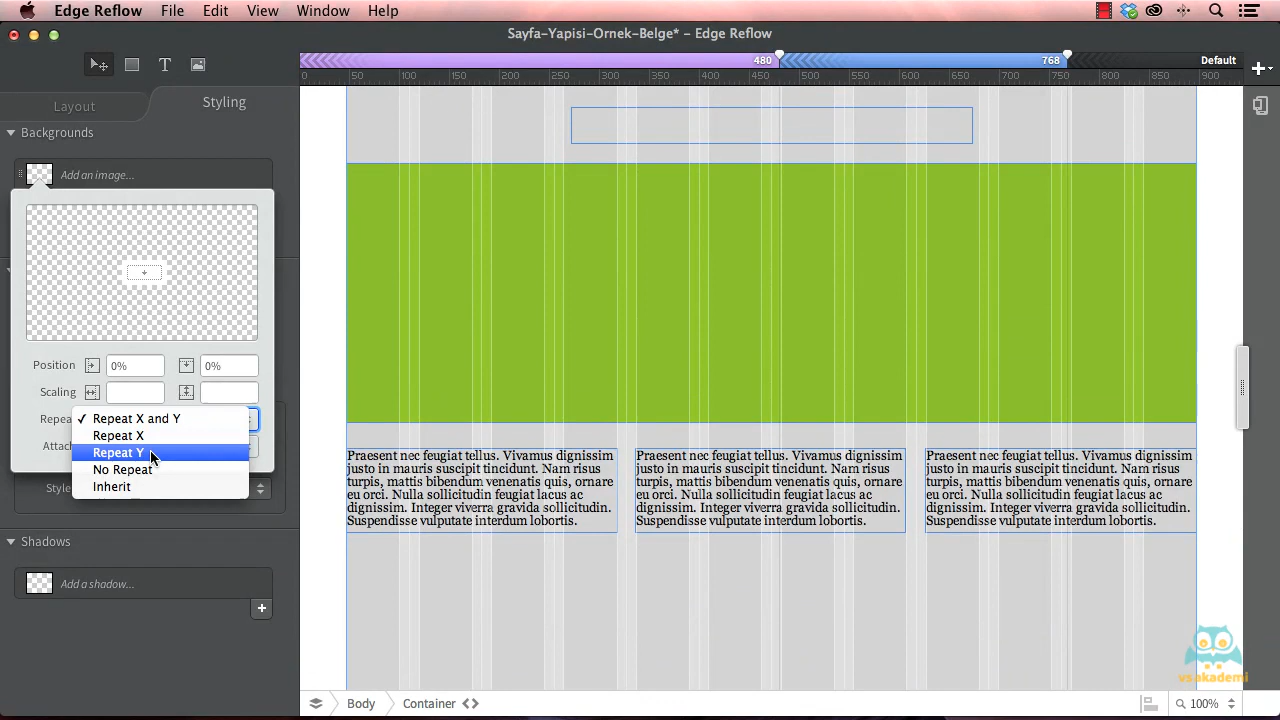 Edge Reflow File Edit View Window Help
Sayfa-Yapisi-Ornek-Belge* - Edge Reflow
480 768 Default
0 50 100 150 200 250 300 350 400 450 500 550 600 650 700 750 800 850 900
Layout Styling
Backgrounds
Add an image...
Position 0% 0%
Scaling
Repea
✓ Repeat X and Y
Repeat X
Attac
Repeat Y
No Repeat
Style
Inherit
Shadows
Add a shadow...
Praesent nec feugiat tellus. Vivamus dignissim
justo in mauris suscipit tincidunt. Nam risus
turpis, mattis bibendum venenatis quis, ornare
eu orci. Nulla sollicitudin feugiat lacus ac
dignissim. Integer viverra gravida sollicitudin.
Suspendisse vulputate interdum lobortis.
Praesent nec feugiat tellus. Vivamus dignissim
justo in mauris suscipit tincidunt. Nam risus
turpis, mattis bibendum venenatis quis, ornare
eu orci. Nulla sollicitudin feugiat lacus ac
dignissim. Integer viverra gravida sollicitudin.
Suspendisse vulputate interdum lobortis.
Praesent nec feugiat tellus. Vivamus dignissim
justo in mauris suscipit tincidunt. Nam risus
turpis, mattis bibendum venenatis quis, ornare
eu orci. Nulla sollicitudin feugiat lacus ac
dignissim. Integer viverra gravida sollicitudin.
Suspendisse vulputate interdum lobortis.
vsakademi
Body Container 100%